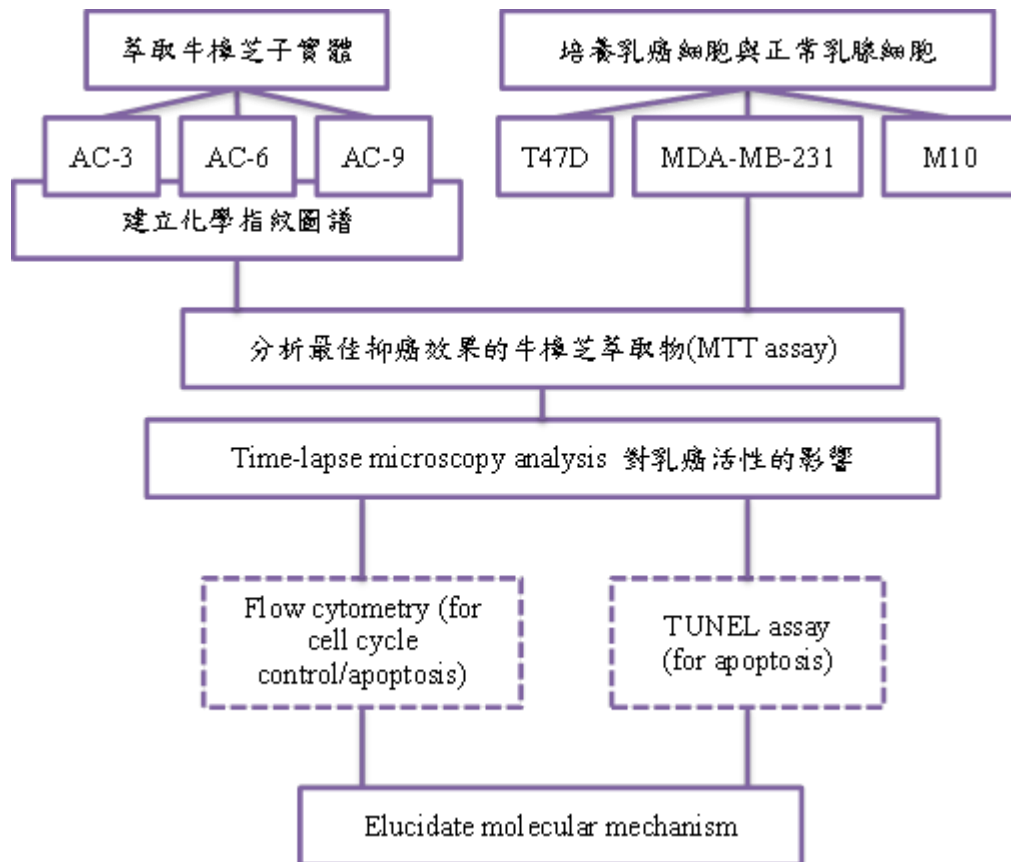 萃取牛樟芝子實體
培養乳癌細胞與正常乳腺細胞
AC-3
AC-6
AC-9
T47D
MDA-MB-231
M10
建立化學指紋圖譜
分析最佳抑癌效果的牛樟芝萃取物(MTT assay)
Time-lapse microscopy analysis 對乳癌活性的影響
Flow cytometry (for
cell cycle
control/apoptosis)
TUNEL assay
(for apoptosis)
Elucidate molecular mechanism